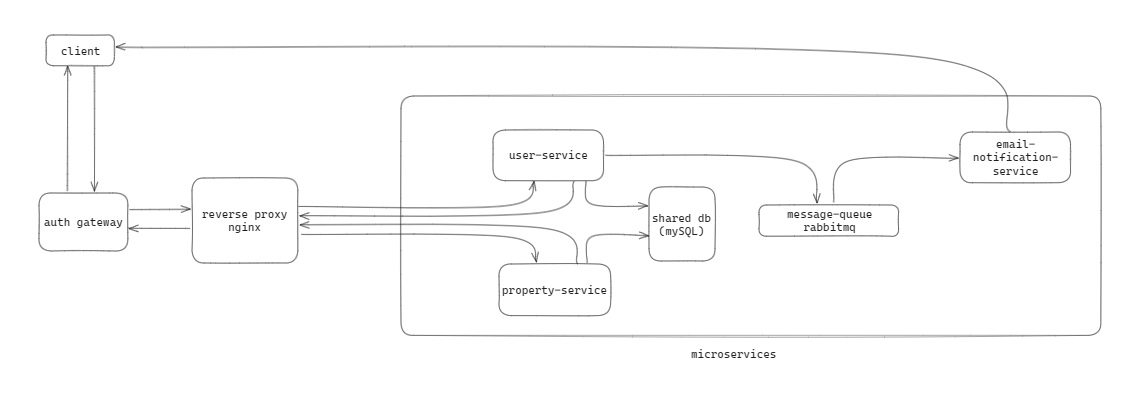 client
auth gateway
reverse proxy
nginx
user-service
property-service
shared db
(mySQL)
message-queue
rabbitmq
email-
notification-
service
microservices